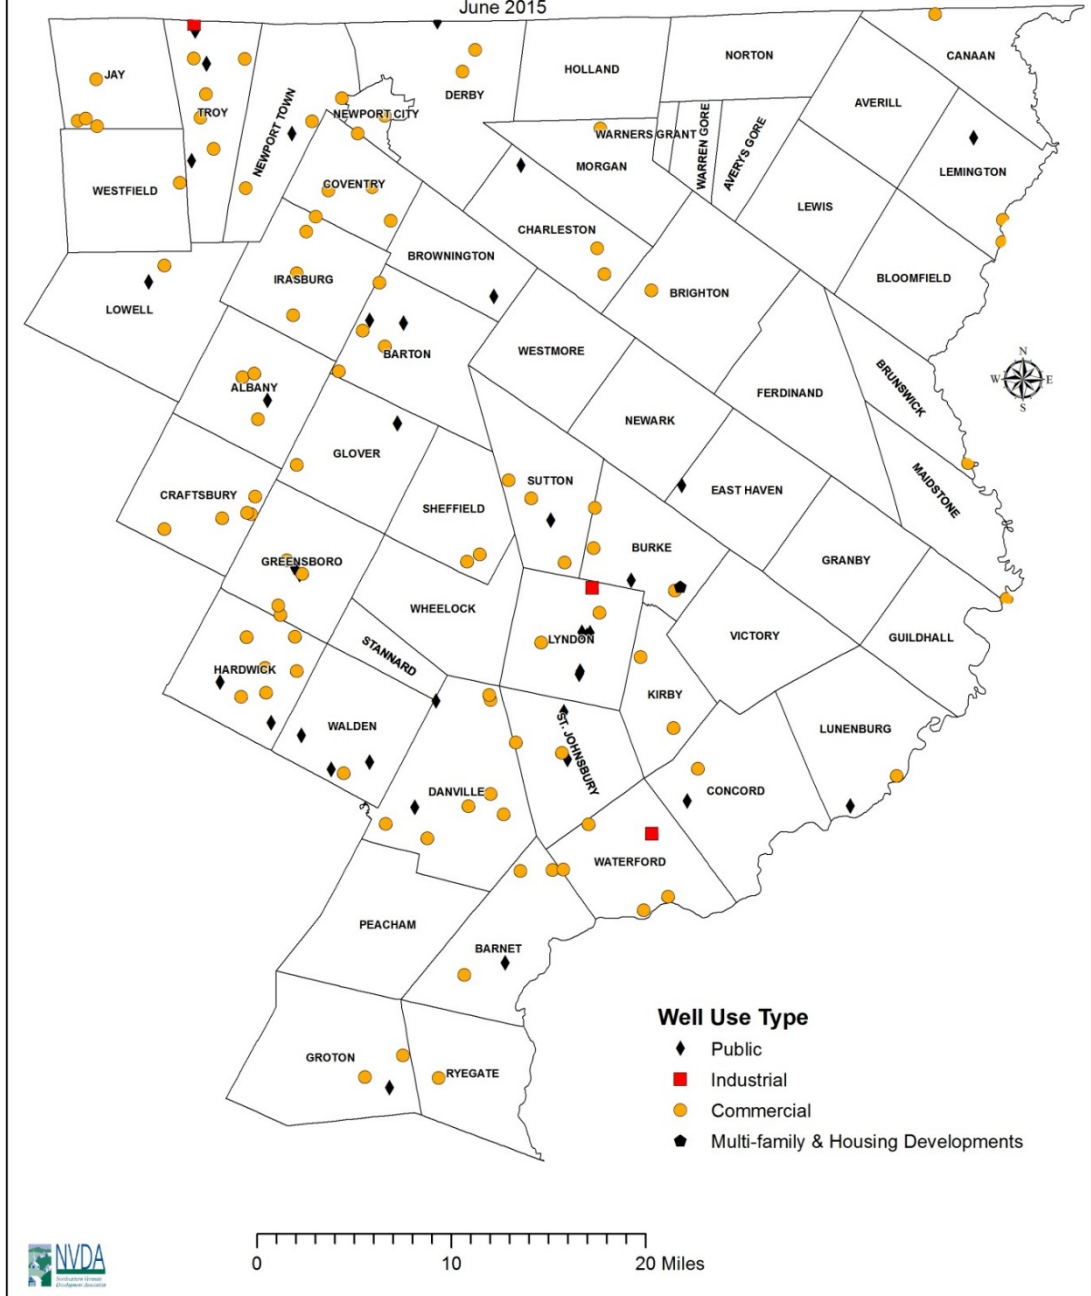 June 2015
NORTON
CANAAN
HOLLAND
JAY
DERBY
AVERILL
TROY
NEWPORT CITY
NEWPORT TOWN
WARNERS GRANT
WARREN GORE
AVERYS GORE
MORGAN
LEMINGTON
COVENTRY
WESTFIELD
LEWIS
CHARLESTON
BROWNINGTON
IRASBURG
BLOOMFIELD
BRIGHTON
LOWELL
WESTMORE
BARTON
N
W E
S
ALBANY
BRUNSWICK
FERDINAND
NEWARK
GLOVER
SUTTON
EAST HAVEN
MAIDSTONE
CRAFTSBURY
SHEFFIELD
BURKE
GREENSBORO
GRANBY
WHEELOCK
VICTORY
GUILDHALL
LYNDON
STANNARD
HARDWICK
KIRBY
WALDEN
LUNENBURG
ST. JOHNSBURY
DANVILLE
CONCORD
WATERFORD
PEACHAM
BARNET
GROTON
RYEGATE
Well Use Type
Public
Industrial
Commercial
Multi-family & Housing Developments
0 10 20 Miles
NVDA
Northeastern Vermont
Development Association